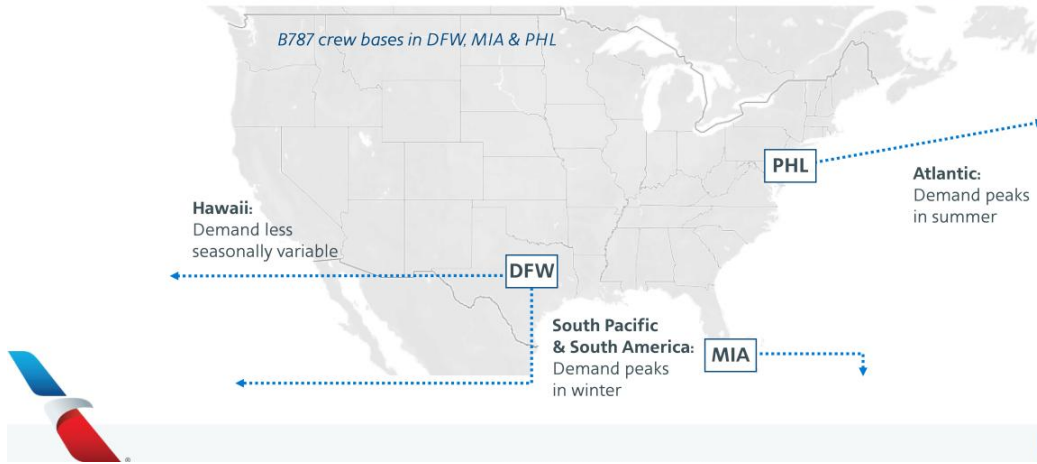 B787 crew bases in DFW, MIA & PHL
PHL
Atlantic:
Demand peaks
in summer
Hawaii:
Demand less
seasonally variable
DFW
South Pacific
& South America:
Demand peaks
in winter
MIA
®